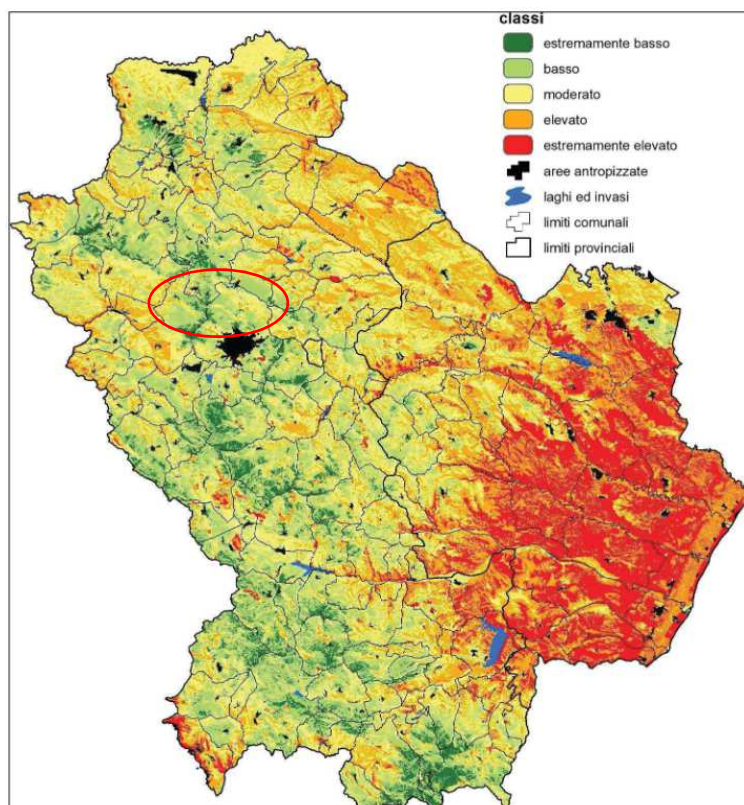 classi
estremamente basso
basso
moderato
elevato
estremamente elevato
aree antropizzate
laghi ed invasi
limiti comunali
limiti provinciali